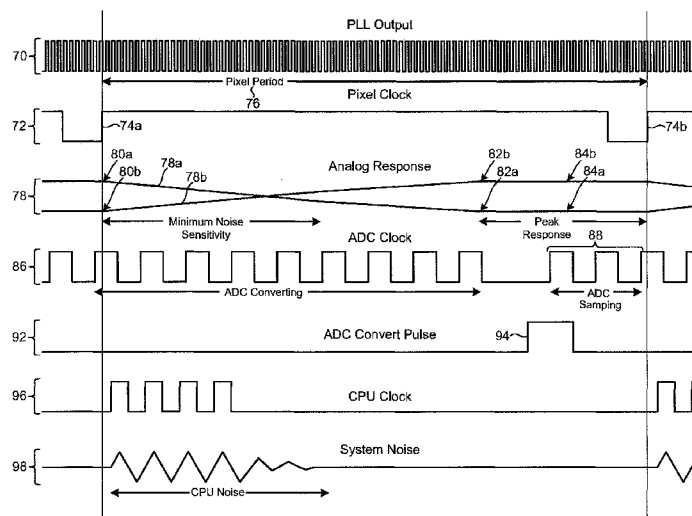 PLL Output
70
Pixel Period
76
Pixel Clock
72
74a
74b
80a
78a
80b
78b
Analog Response
82b
84b
82a
84a
78
Minimum Noise
Sensitivity
Peak
Response
88
ADC Clock
86
ADC Converting
ADC
Samping
92
ADC Convert Pulse
94
96
CPU Clock
System Noise
98
CPU Noise